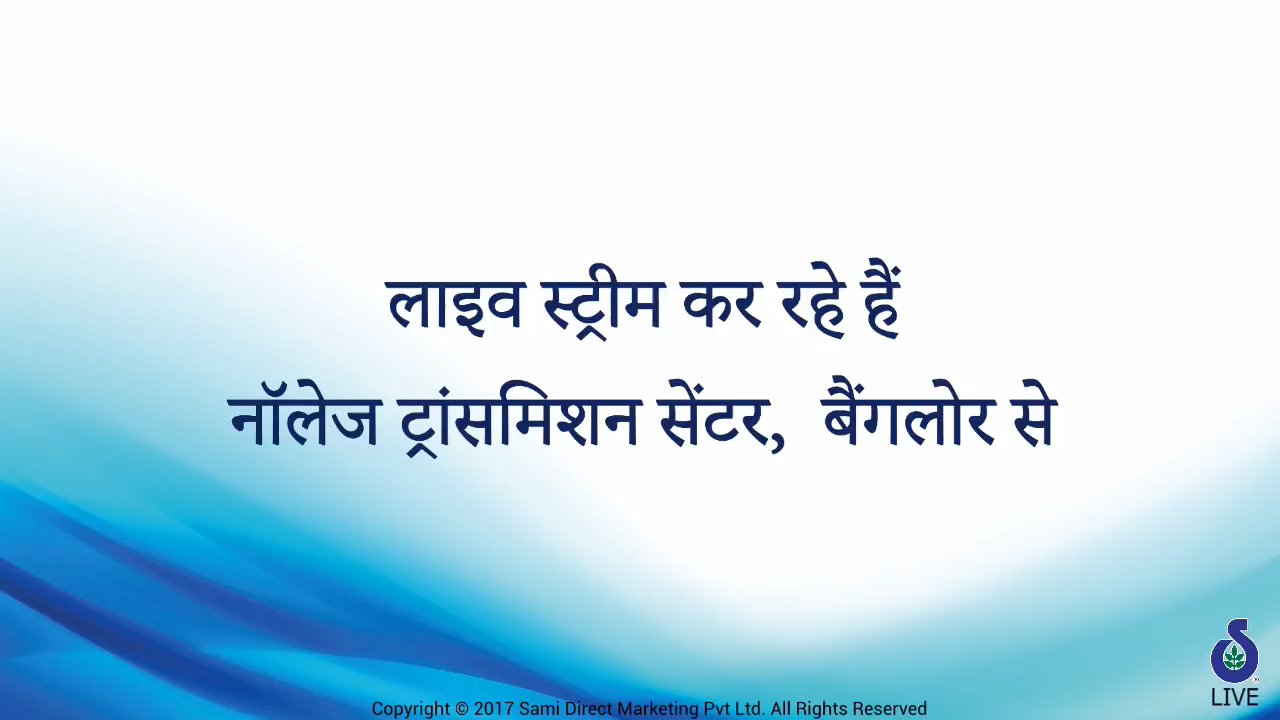 लाइव स्ट्रीम कर रहे हैं
नॉलेज ट्रांसमिशन सेंटर, बैंगलोर से
LIVE
Copyright © 2017 Sami Direct Marketing Pvt Ltd. All Rights Reserved